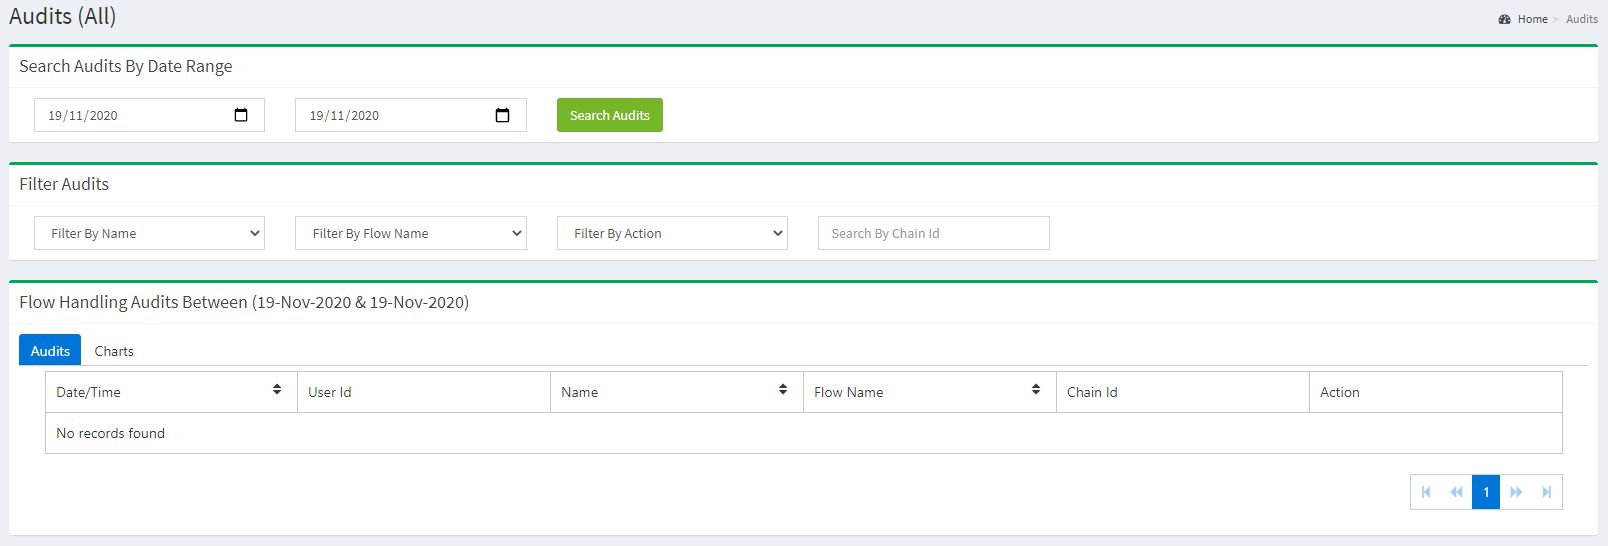 Audits (All)
Home > Audits
Search Audits By Date Range
19/11/2020 19/11/2020 Search Audits
Filter Audits
Filter By Name Filter By Flow Name Filter By Action Search By Chain Id
Flow Handling Audits Between (19-Nov-2020 & 19-Nov-2020)
Audits Charts
Date/Time User Id Name Flow Name Chain Id Action
No records found
1